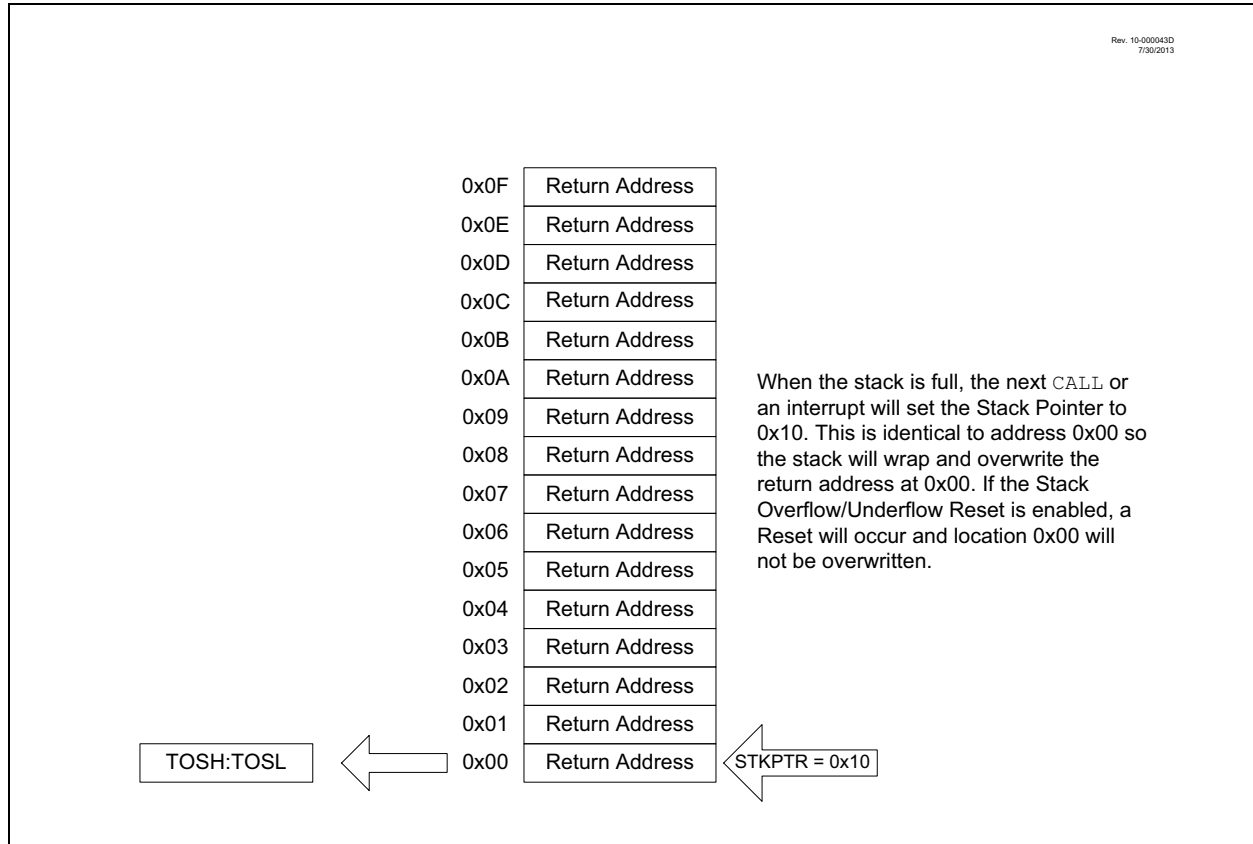 Rev. 10-000043D
7/30/2013
0x0F Return Address
0x0E Return Address
0x0D Return Address
0x0C Return Address
0x0B Return Address
0x0A Return Address
0x09 Return Address
0x08 Return Address
0x07 Return Address
0x06 Return Address
0x05 Return Address
0x04 Return Address
0x03 Return Address
0x02 Return Address
0x01 Return Address
TOSH:TOSL 0x00 Return Address STKPTR = 0x10
When the stack is full, the next CALL or
an interrupt will set the Stack Pointer to
0x10. This is identical to address 0x00 so
the stack will wrap and overwrite the
return address at 0x00. If the Stack
Overflow/Underflow Reset is enabled, a
Reset will occur and location 0x00 will
not be overwritten.